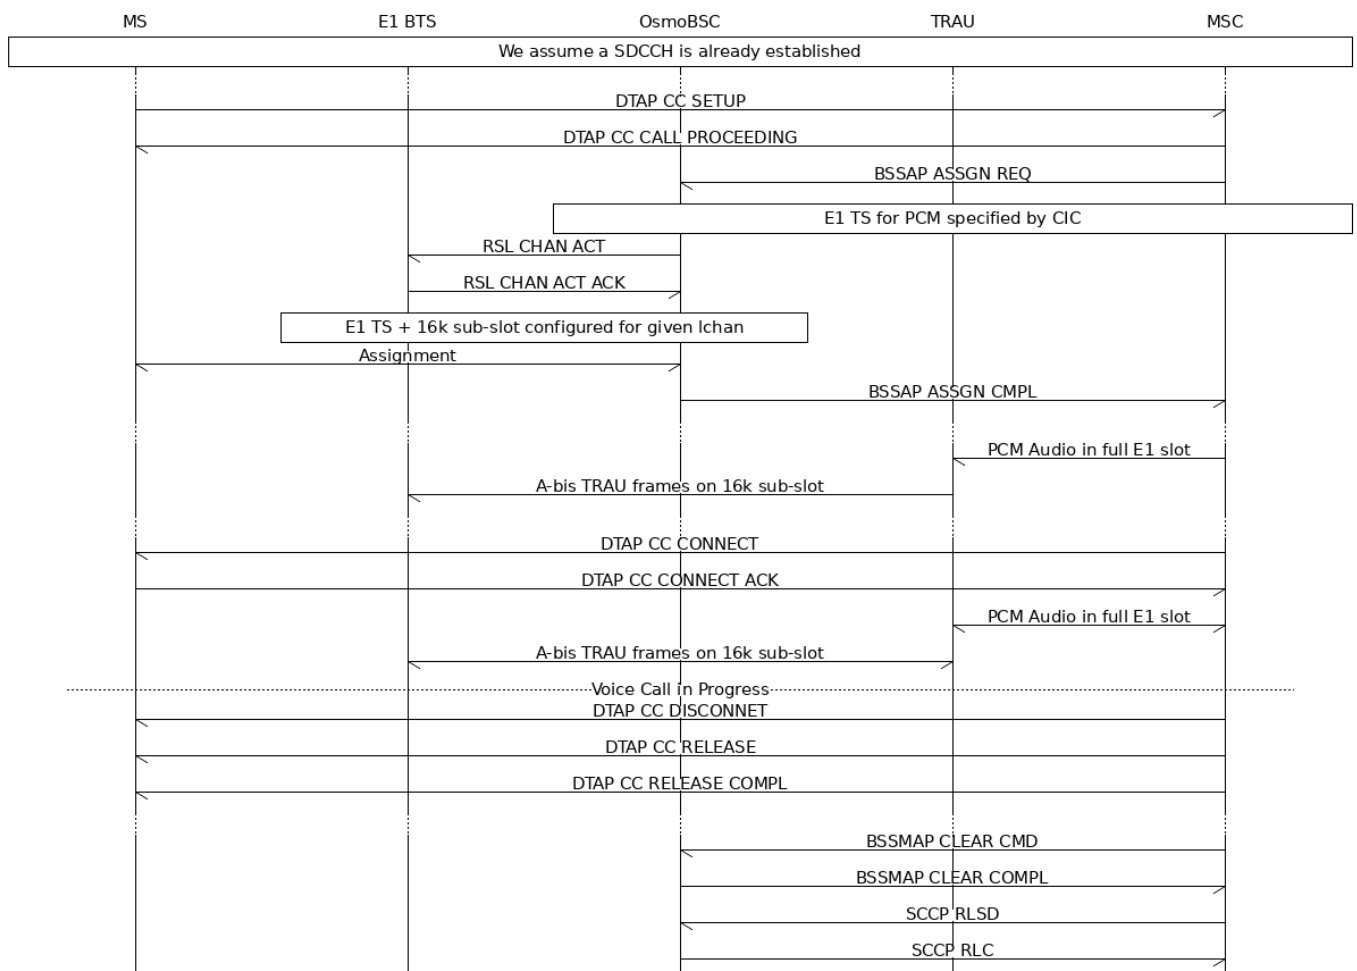 MS E1 BTS OsmoBSC TRAU MSC
We assume a SDCCH is already established
DTAP CC SETUP
DTAP CC CALL PROCEEDING
BSSAP ASSGN REQ
E1 TS for PCM specified by CIC
RSL CHAN ACT
RSL CHAN ACT ACK
E1 TS + 16k sub-slot configured for given lchan
Assignment
BSSAP ASSGN CMPL
PCM Audio in full E1 slot
A-bis TRAU frames on 16k sub-slot
DTAP CC CONNECT
DTAP CC CONNECT ACK
PCM Audio in full E1 slot
A-bis TRAU frames on 16k sub-slot
Voice Call in Progress
DTAP CC DISCONNET
DTAP CC RELEASE
DTAP CC RELEASE COMPL
BSSMAP CLEAR CMD
BSSMAP CLEAR COMPL
SCCP RLSD
SCCP RLC